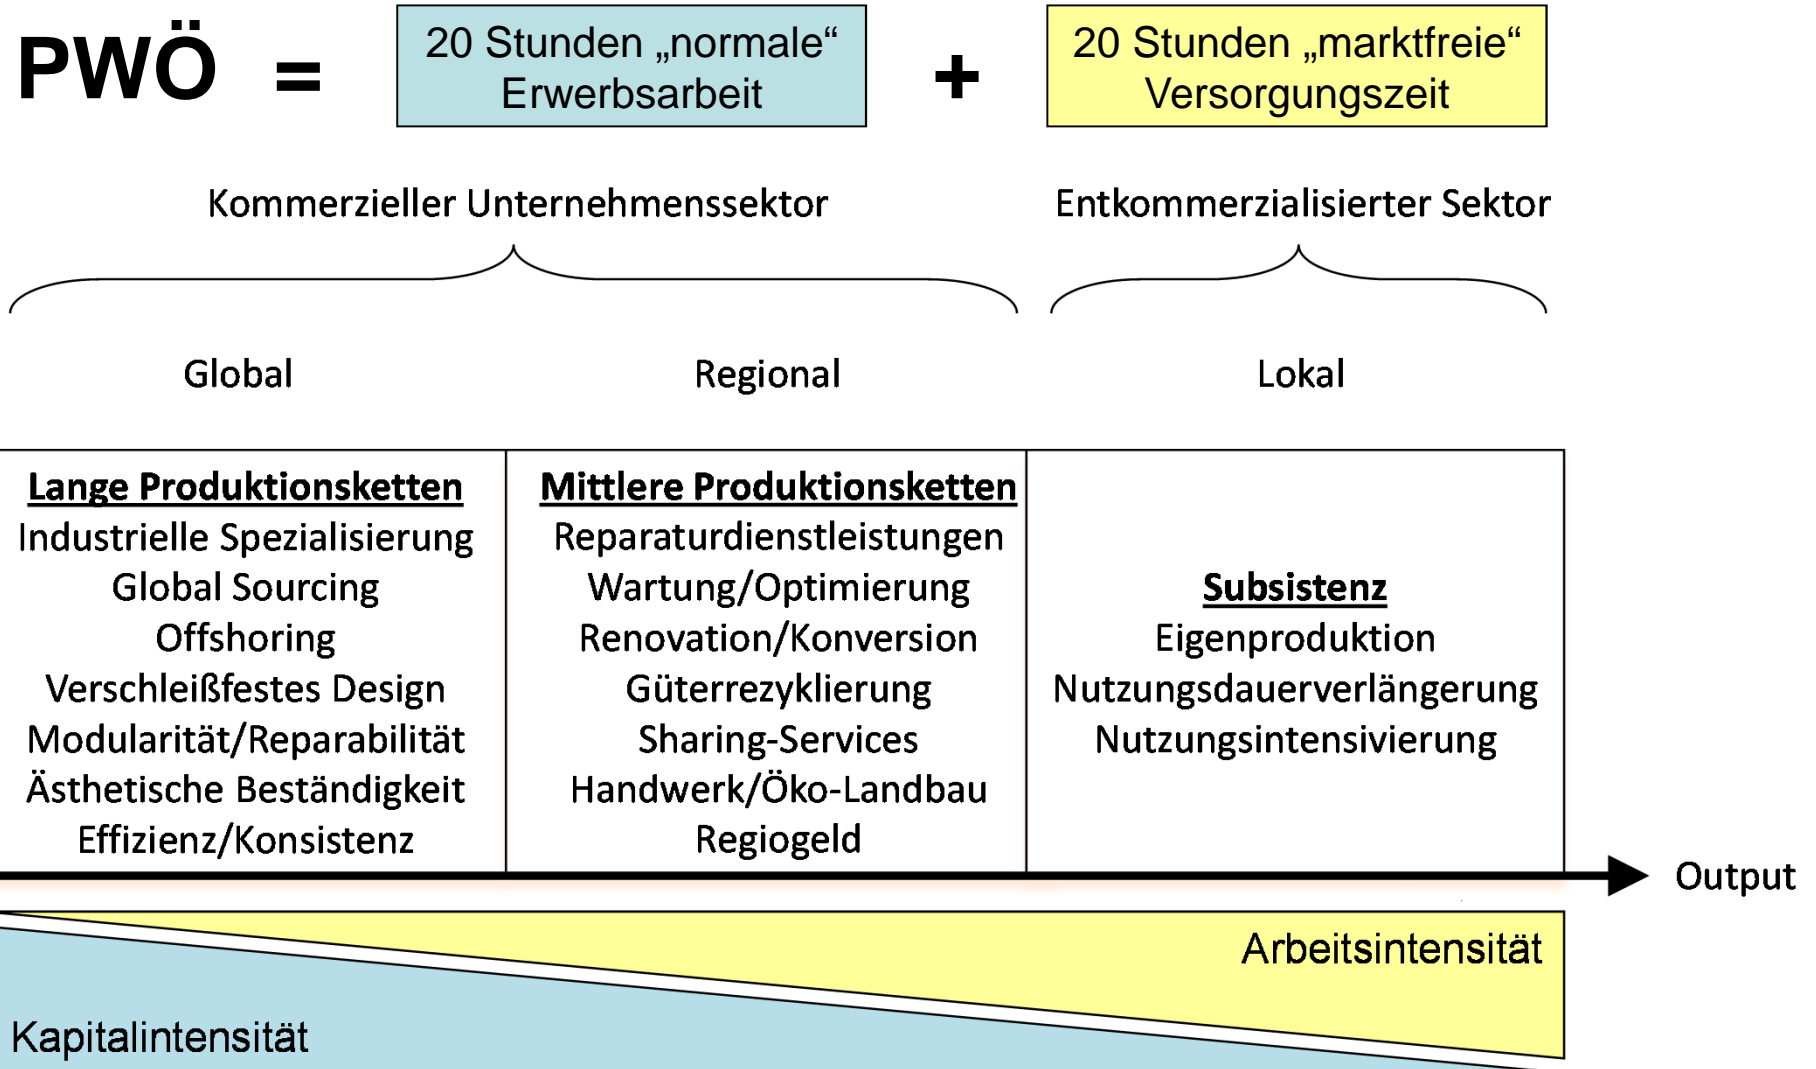 PWÖ = 20 Stunden „normale“ + 20 Stunden „marktfreie“
Erwerbsarbeit Versorgungszeit
Kommerzieller Unternehmenssektor
Entkommerzialisierter Sektor
Global
Regional
Lokal
Lange Produktionsketten
Industrielle Spezialisierung
Global Sourcing
Offshoring
Verschleißfestes Design
Modularität/Reparabilität
Ästhetische Beständigkeit
Effizienz/Konsistenz
Mittlere Produktionsketten
Reparaturdienstleistungen
Wartung/Optimierung
Renovation/Konversion
Güterrezyklierung
Sharing-Services
Handwerk/Öko-Landbau
Regiogeld
Subsistenz
Eigenproduktion
Nutzungsdauerverlängerung
Nutzungsintensivierung
Output
Arbeitsintensität
Kapitalintensität